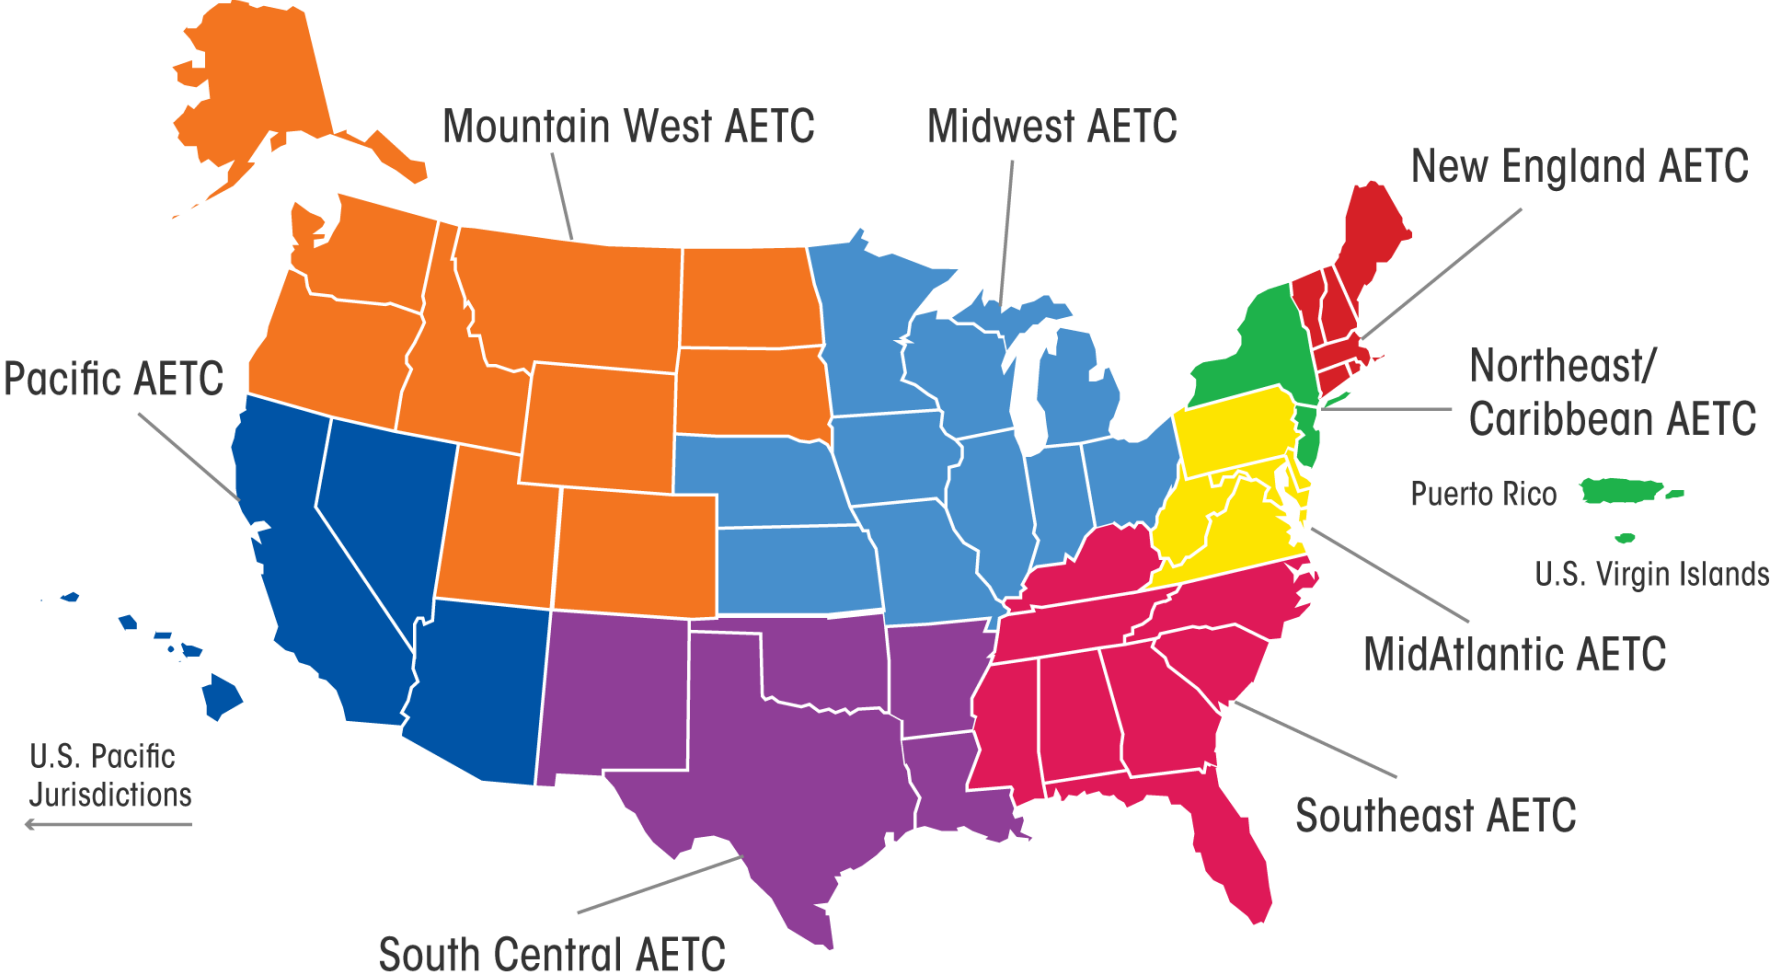 Mountain West AETC
Midwest AETC
New England AETC
Pacific AETC
Northeast/
Caribbean AETC
Puerto Rico
U.S. Virgin Islands
MidAtlantic AETC
U.S. Pacific
Jurisdictions
Southeast AETC
South Central AETC